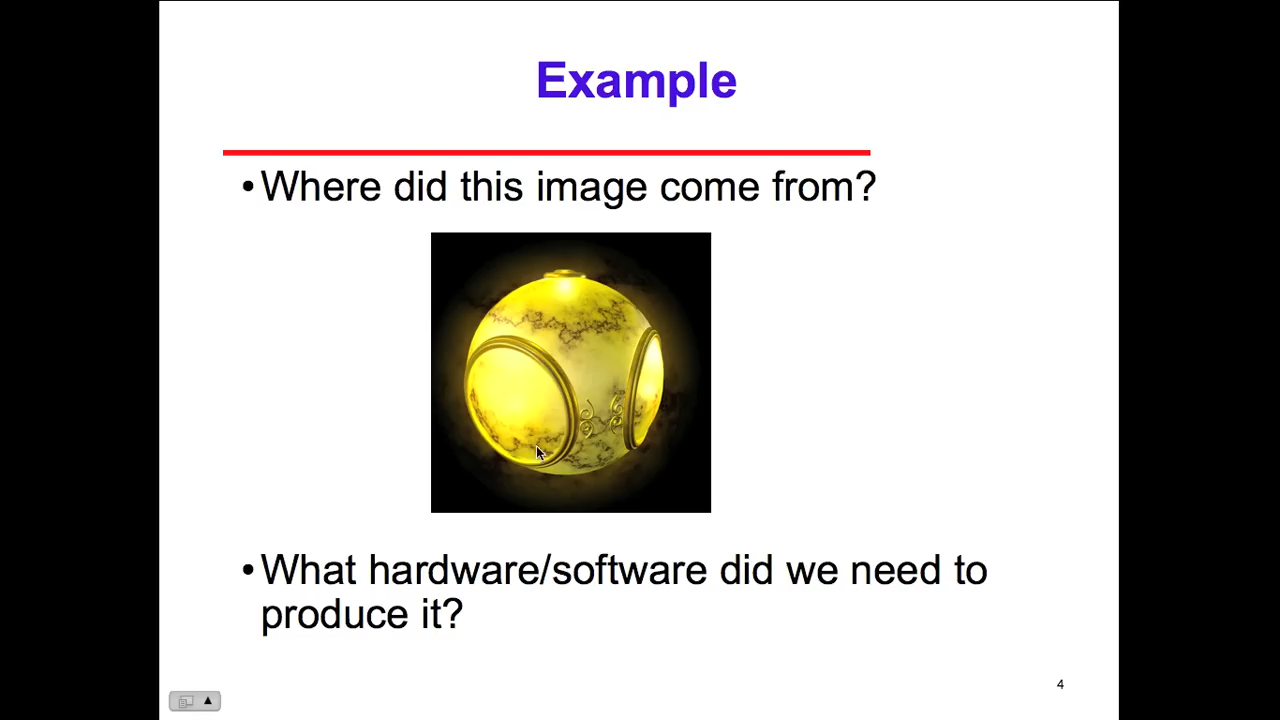 Example
•Where did this image come from?
•What hardware/software did we need to
produce it?
4